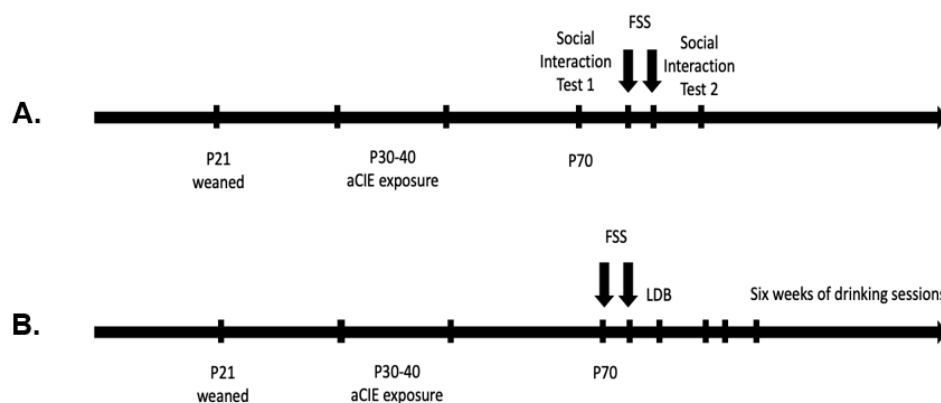 FSS
Social
Interaction
Test 1
Social
Interaction
Test 2
A.
P21
weaned
P30-40
aCIE exposure
P70
FSS
LDB
Six weeks of drinking sessions
B.
P21
weaned
P30-40
aCIE exposure
P70